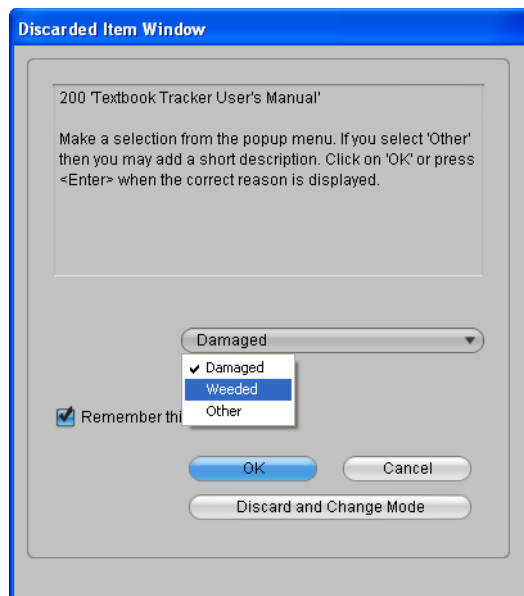 Discarded Item Window
200 'Textbook Tracker User's Manual'
Make a selection from the popup menu. If you select 'Other'
then you may add a short description. Click on 'OK' or press
<Enter> when the correct reason is displayed.
Damaged
Damaged
Weeded
Other
Remember thi
OK Cancel
Discard and Change Mode